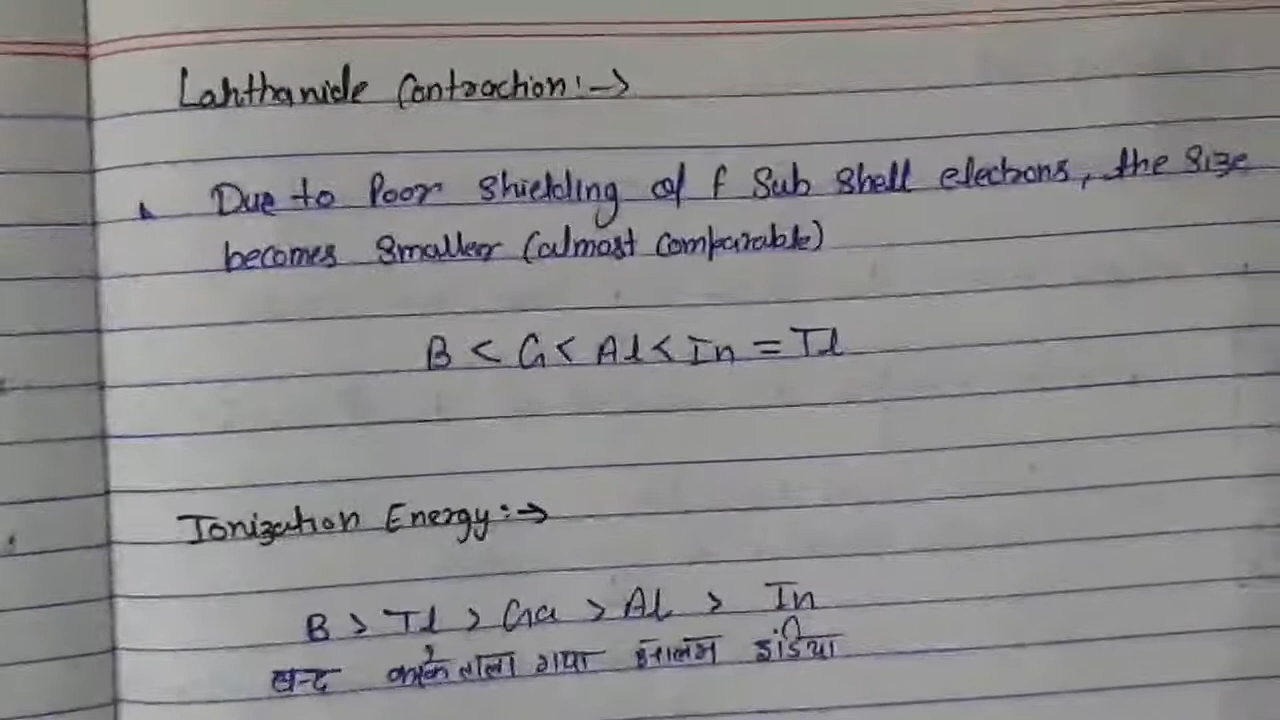 Lanthanide Contraction :→
Due to Poor shielding of f Sub shell electrons, the Size
becomes Smaller (almost comparable)
B < G < Al < In = Tl
Ionization Energy :→
B > Tl > Ga > Al > In
गया इंडिया